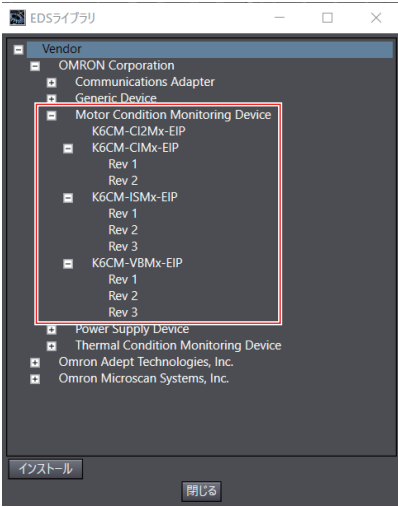 EDSライブラリ
Vendor
OMRON Corporation
Communications Adapter
Generic Device
Motor Condition Monitoring Device
K6CM-CI2Mx-EIP
K6CM-CIMx-EIP
Rev 1
Rev 2
K6CM-ISMx-EIP
Rev 1
Rev 2
Rev 3
K6CM-VBMx-EIP
Rev 1
Rev 2
Rev 3
Power Supply Device
Thermal Condition Monitoring Device
Omron Adept Technologies, Inc.
Omron Microscan Systems, Inc.
インストール
閉じる